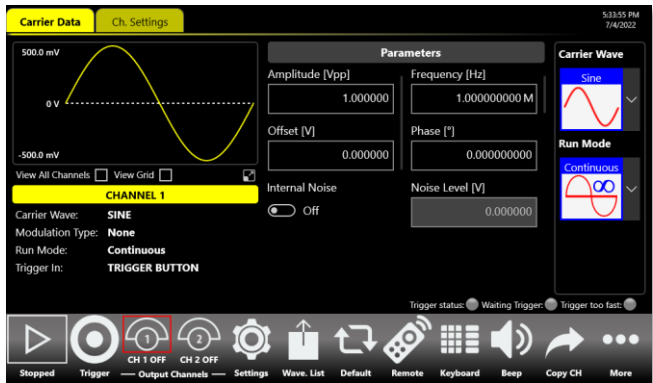 Carrier Data
Ch. Settings
5:33:55 PM
7/4/2022
500.0 mV
0 V
-500.0 mV
View All Channels
View Grid
CHANNEL 1
Carrier Wave: SINE
Modulation Type: None
Run Mode: Continuous
Trigger In: TRIGGER BUTTON
Parameters
Amplitude [Vpp]
1.000000
Frequency [Hz]
1.000000000 M
Offset [V]
0.000000
Phase [°]
0.000000000
Internal Noise
Off
Noise Level [V]
0.000000
Carrier Wave
Sine
Run Mode
Continuous
Trigger status:
Waiting Trigger:
Trigger too fast:
1
2
CH 1 OFF
CH 2 OFF
Stopped
Trigger
Output Channels
Settings
Wave. List
Default
Remote
Keyboard
Beep
Copy CH
More